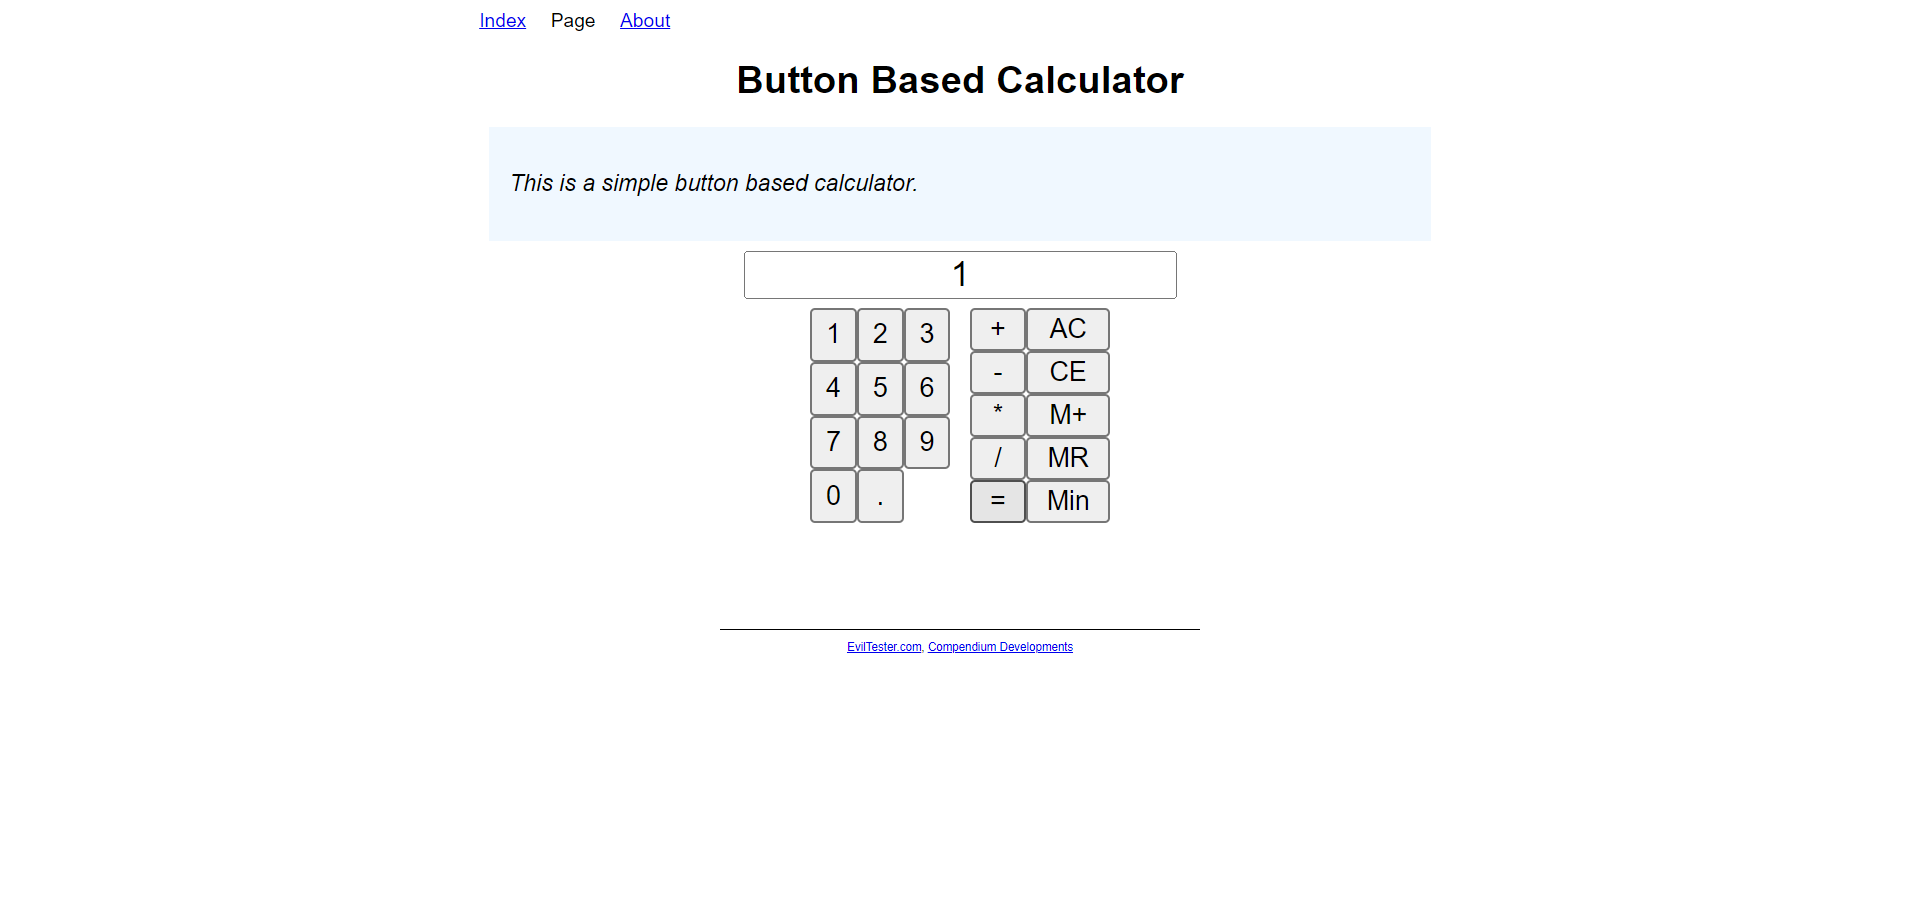 Index Page About
Button Based Calculator
This is a simple button based calculator.
1
1 2 3 + AC
4 5 6 - CE
7 8 9 * M+
0 . / MR
= Min
EvilTester.com, Compendium Developments